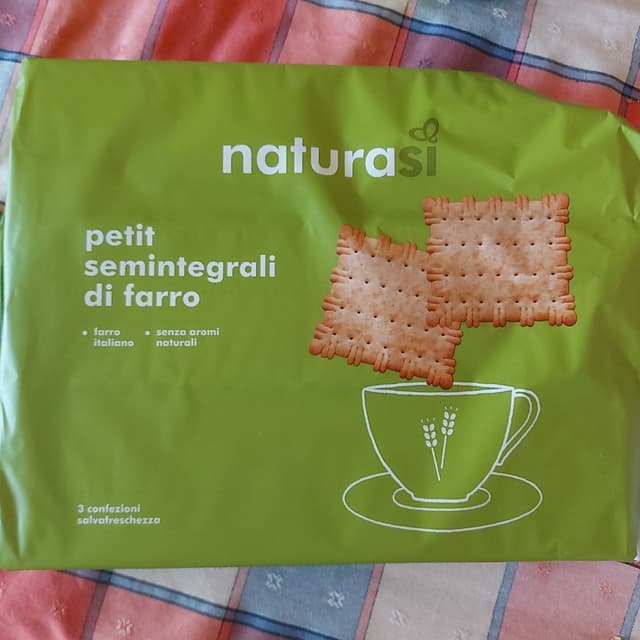 naturasì
petit
semintegrali
di farro
• farro
italiano
• senza aromi
naturali
3 confezioni
salvafreschezza